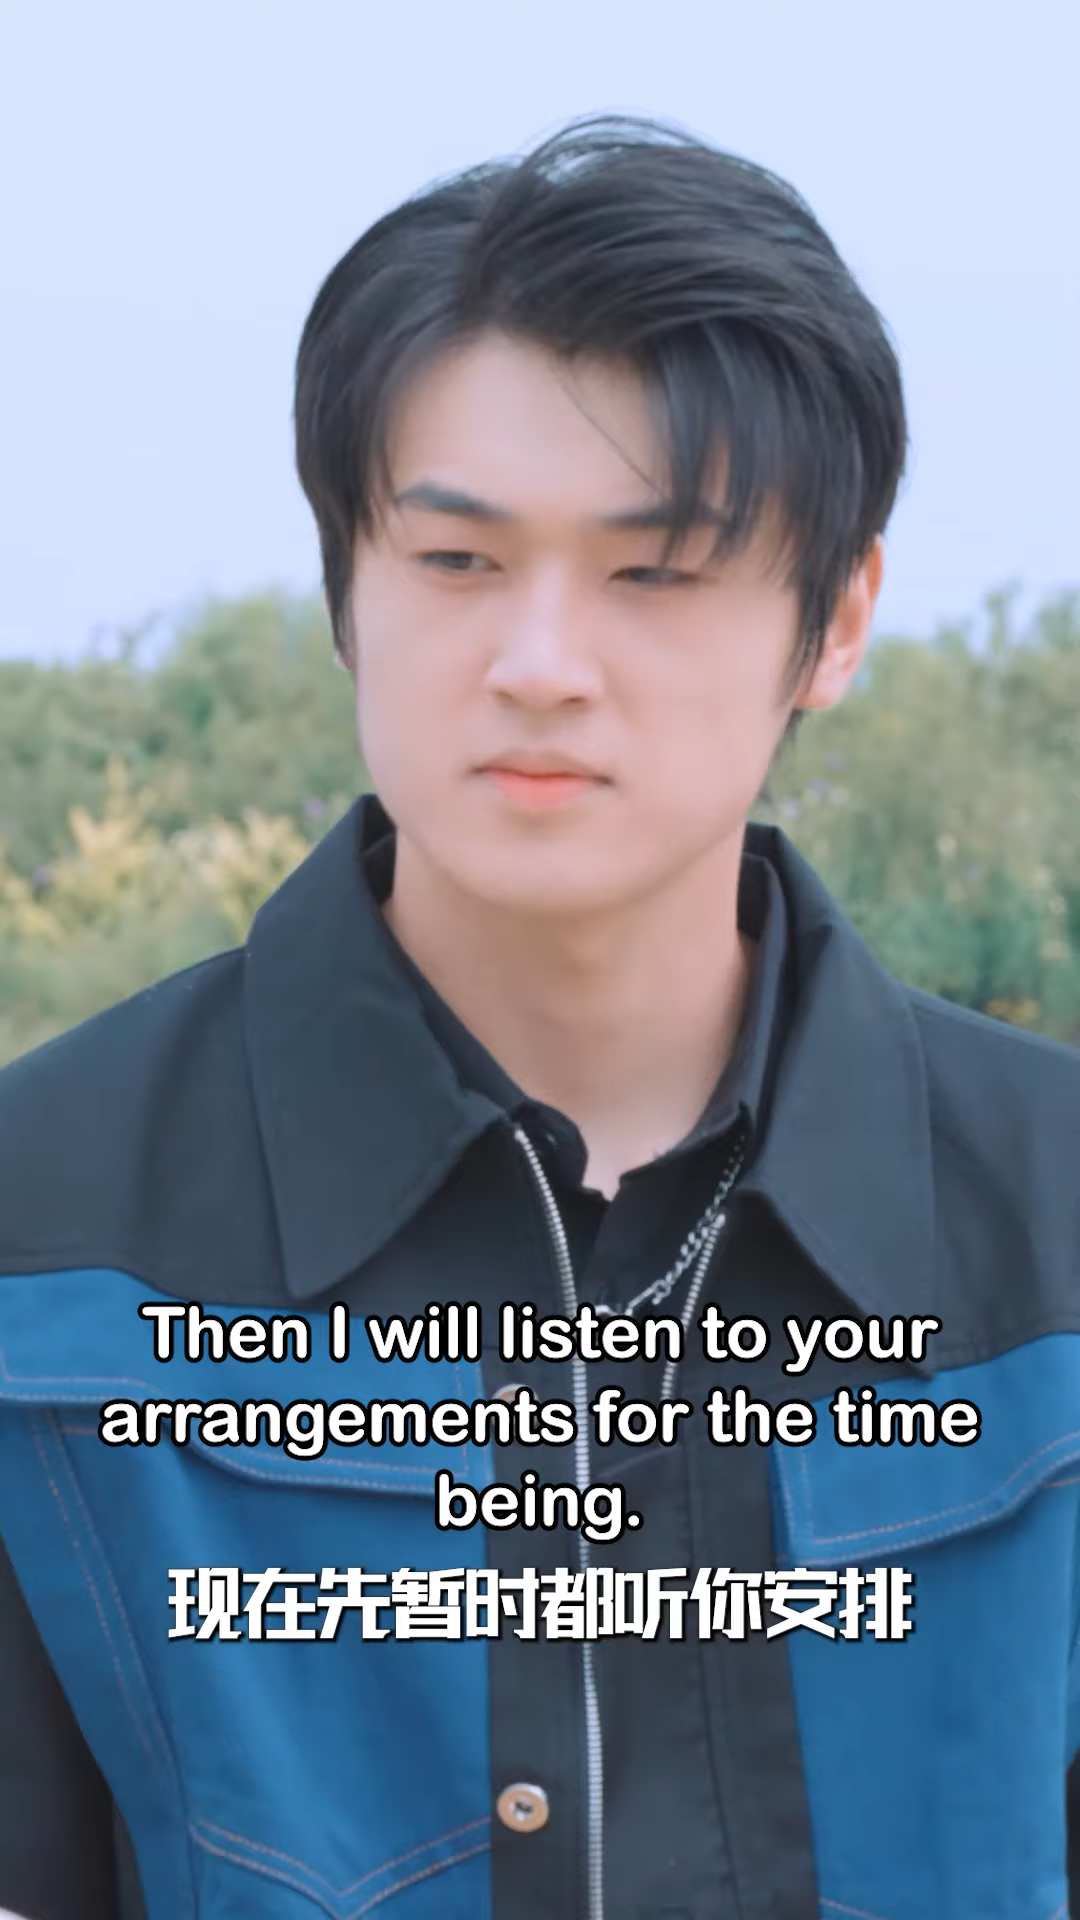 Then I will listen to your
arrangements for the time
being.
现在先暂时都听你安排